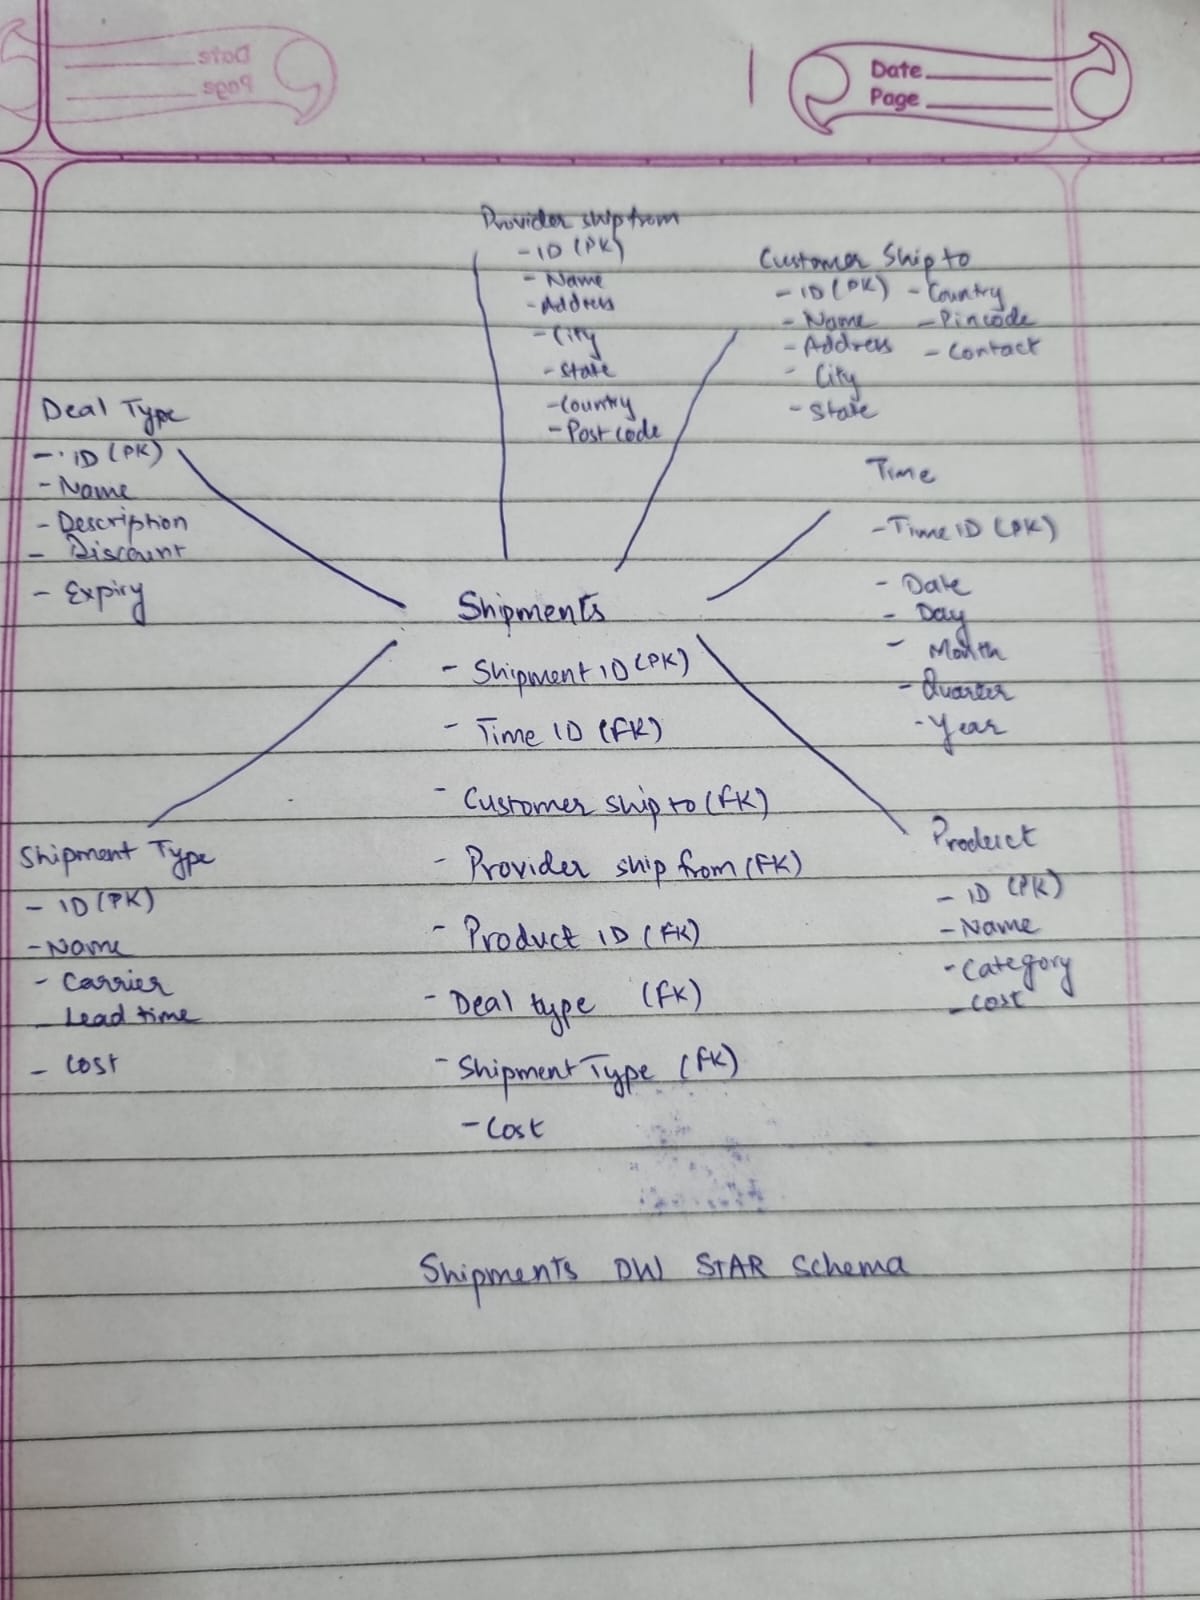 Date
Page
Provider ship from
- ID (PK)
- Name
- Address
- City
- State
- Country
- Post code
Customer Ship to
- ID (PK) - Country
- Name - Pincode
- Address - Contact
- City
- State
Deal Type
- ID (PK)
- Name
- Description
- Discount
- Expiry
Time
- Time ID (PK)
- Date
- Day
- Month
- Quarter
- Year
Shipments
- Shipment ID (PK)
- Time ID (FK)
- Customer ship to (FK)
- Provider ship from (FK)
- Product ID (FK)
- Deal type (FK)
- Shipment Type (FK)
- Cost
Shipment Type
- ID (PK)
- Name
- Carrier
- Lead time
- Cost
Product
- ID (PK)
- Name
- Category
- Cost
Shipments DW STAR Schema